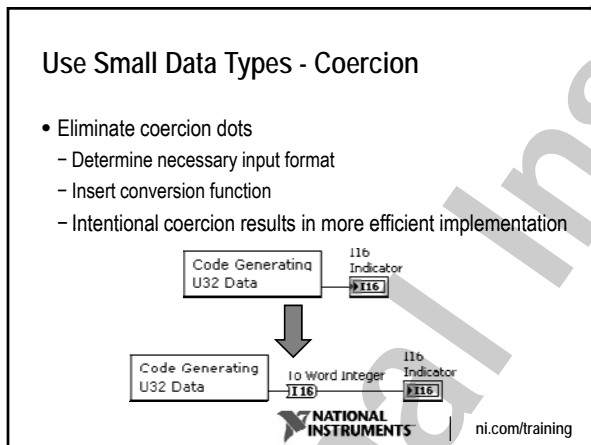 Use Small Data Types - Coercion
• Eliminate coercion dots
– Determine necessary input format
– Insert conversion function
– Intentional coercion results in more efficient implementation
Code Generating
U32 Data
I16
Indicator
I16
Code Generating
U32 Data
To Word Integer
I16
I16
Indicator
I16
NATIONAL
INSTRUMENTS
ni.com/training